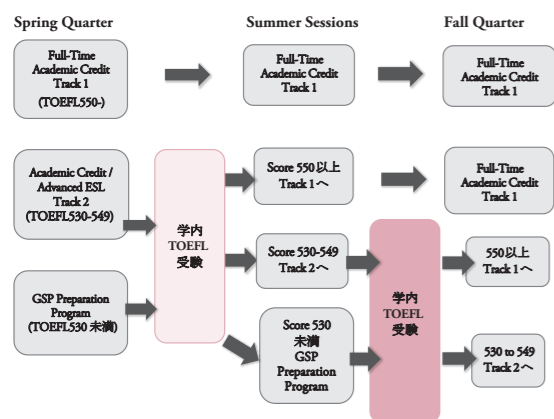 Spring Quarter
Summer Sessions
Fall Quarter
Full-Time
Academic Credit
Track 1
(TOEFL550-)
Full-Time
Academic Credit
Track 1
Full-Time
Academic Credit
Track 1
Academic Credit /
Advanced ESL
Track 2
(TOEFL530-549)
GSP Preparation
Program
(TOEFL530 未満)
学内
TOEFL
受験
Score 550以上
Track 1へ
Full-Time
Academic Credit
Track 1
Score 530-549
Track 2へ
Score 530
未満
GSP
Preparation
Program
学内
TOEFL
受験
550以上
Track 1へ
530 to 549
Track 2へ